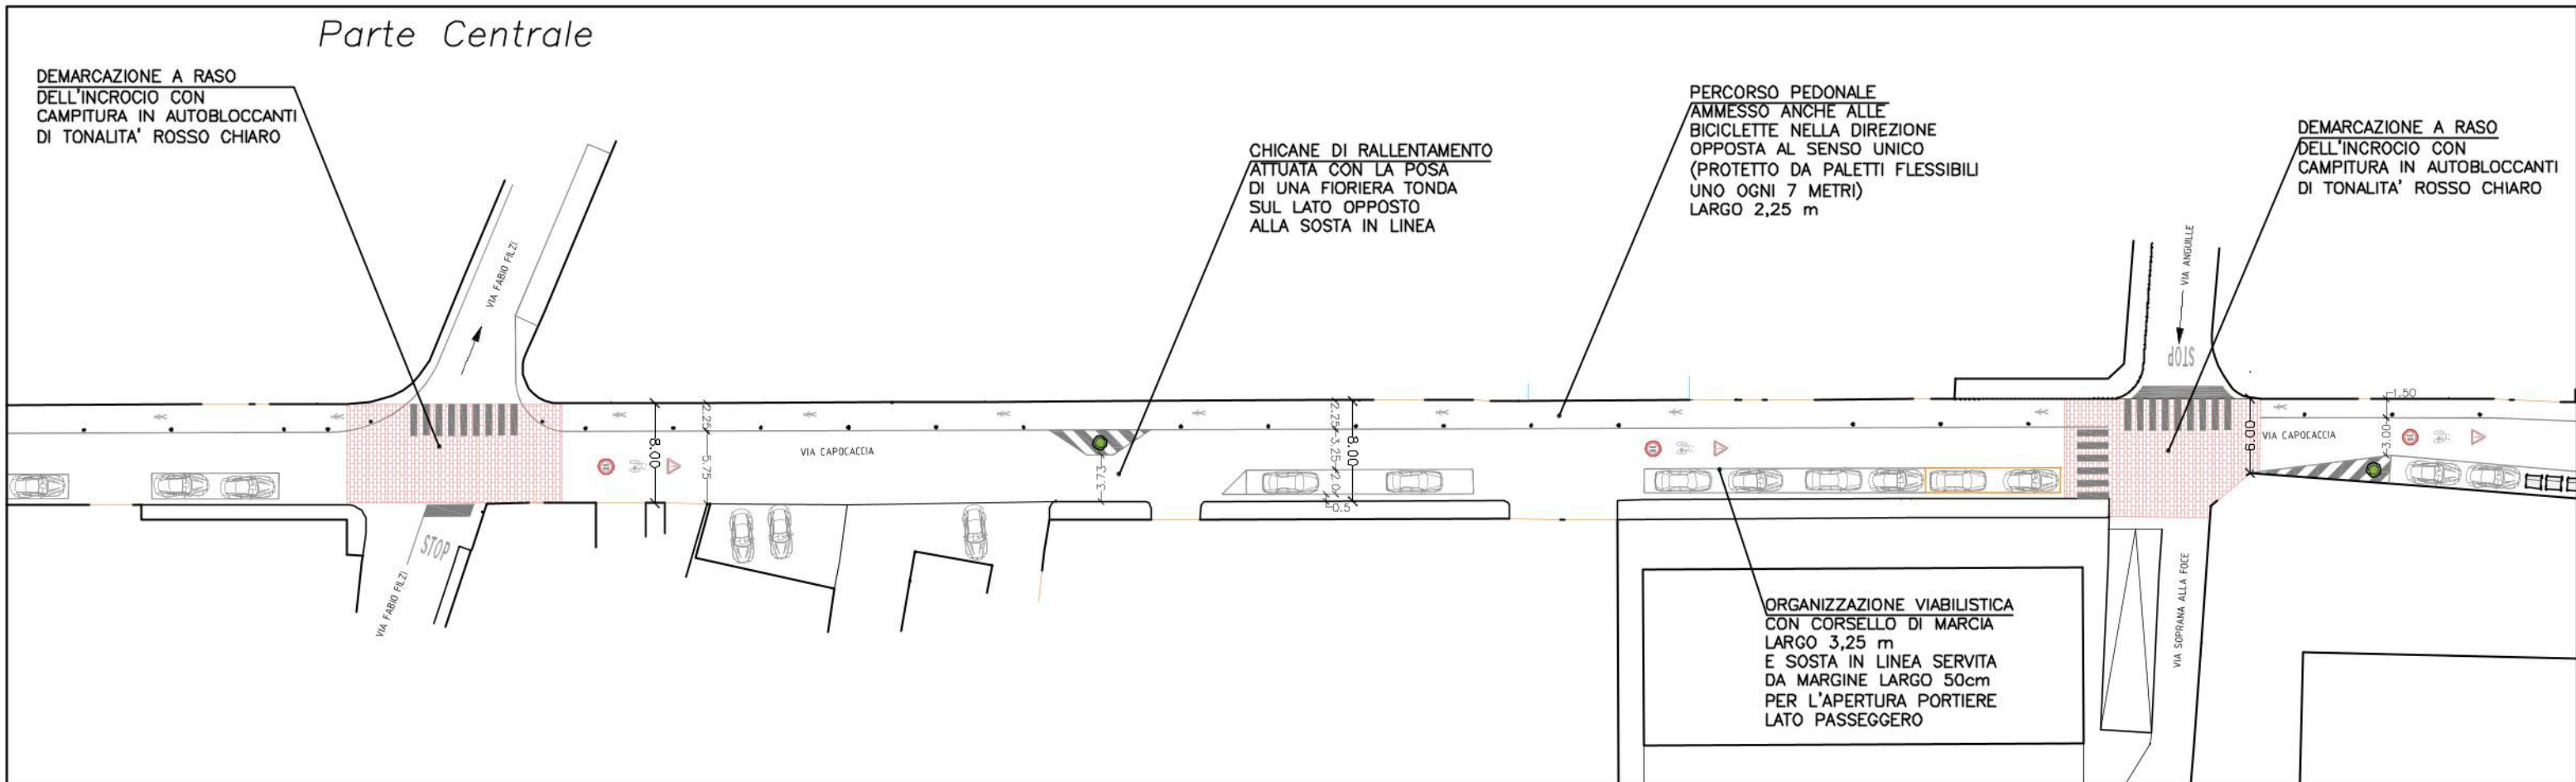 Parte Centrale
DEMARCAZIONE A RASO
DELL'INCROCIO CON
CAMPITURA IN AUTOBLOCCANTI
DI TONALITA' ROSSO CHIARO
CHICANE DI RALLENTAMENTO
ATTUATA CON LA POSA
DI UNA FIORIERA TONDA
SUL LATO OPPOSTO
ALLA SOSTA IN LINEA
PERCORSO PEDONALE
AMMESSO ANCHE ALLE
BICICLETTE NELLA DIREZIONE
OPPOSTA AL SENSO UNICO
(PROTETTO DA PALETTI FLESSIBILI
UNO OGNI 7 METRI)
LARGO 2,25 m
DEMARCAZIONE A RASO
DELL'INCROCIO CON
CAMPITURA IN AUTOBLOCCANTI
DI TONALITA' ROSSO CHIARO
VIA FABIO FILZI
VIA ANGUILLE
STOP
2,25
8.00
5.75
VIA CAPOCACCIA
3.73
2.25
3.25
8.00
2.0
0.5
1.50
6.00
VIA CAPOCACCIA
3.00
STOP
VIA FABIO FILZI
VIA SOPRANA ALLA FOCE
ORGANIZZAZIONE VIABILISTICA
CON CORSELLO DI MARCIA
LARGO 3,25 m
E SOSTA IN LINEA SERVITA
DA MARGINE LARGO 50cm
PER L'APERTURA PORTIERE
LATO PASSEGGERO